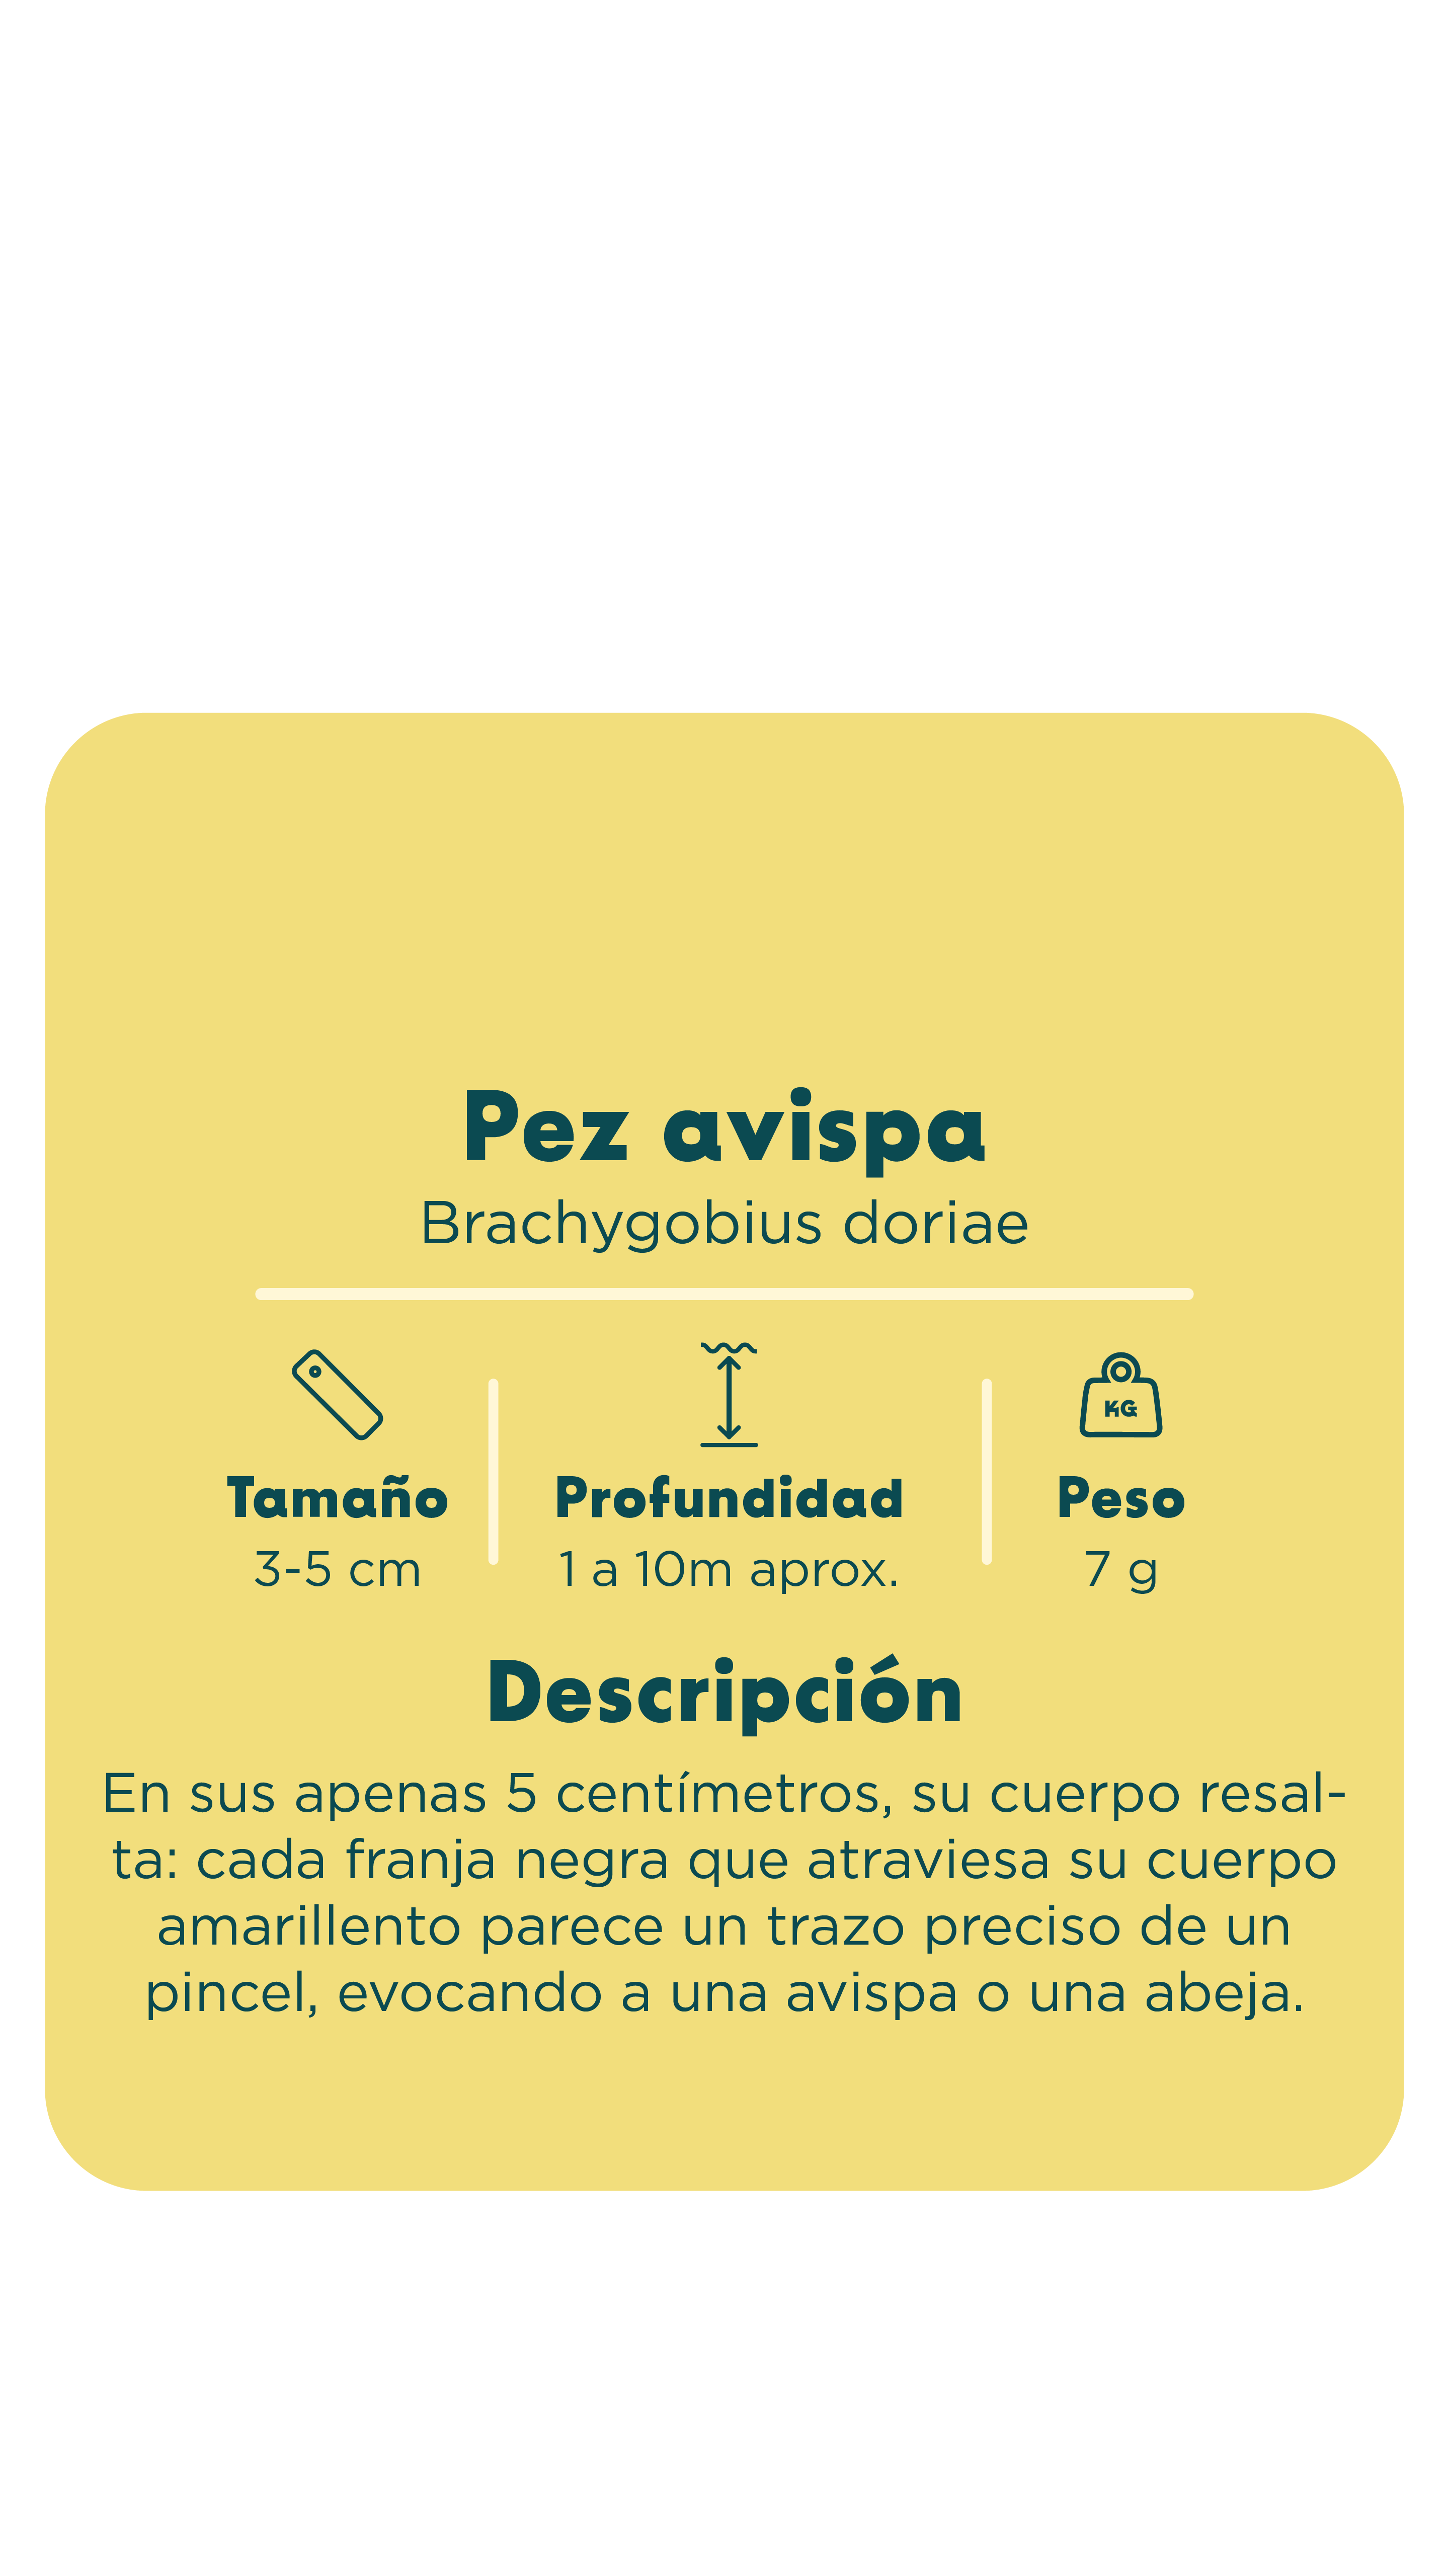 Pez avispa
Brachygobius doriae
KG
Tamaño
Profundidad
Peso
3-5 cm
1 a 10m aprox.
7 g
Descripción
En sus apenas 5 centímetros, su cuerpo resal-
ta: cada franja negra que atraviesa su cuerpo
amarillento parece un trazo preciso de un
pincel, evocando a una avispa o una abeja.